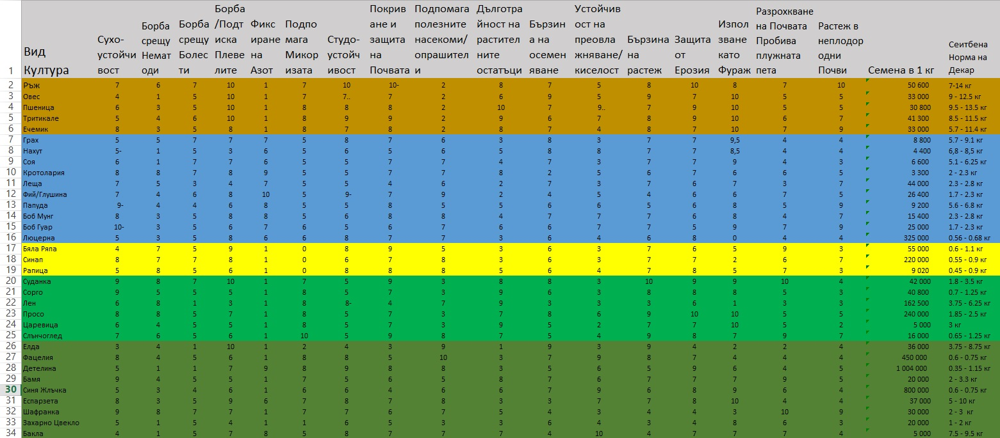 1 Вид Култура Сухо-устойчивост Борба срещу Нематоди Борба срещу Болести Борба/Подтиска Плевелите Фиксиране на Азот Подпомага Микоризата Студо-устойчивост Покриване и защита на Почвата Подпомага полезните насекоми/опрашители Дълготрайност на растителните остатъци Бързина на осеменяване Устойчивост на преовлажняване/киселост Бързина на растеж Защита от Ерозия Използване като Фураж Разрохкване на Почвата Пробива плужната пета Растеж в неплодородни Почви Семена в 1 кг Сеитбена Норма на Декар
2 Ръж 7 6 7 10 1 7 10 10- 2 8 7 5 8 10 8 7 10 50 600 7-14 кг
3 Овес 4 1 5 10 1 7 7.. 7 2 6 9 5 9 7 10 5 5 33 000 9 - 12.5 кг
4 Пшеница 6 3 5 10 1 8 8 8 2 10 7 9.. 7 9 10 5 5 30 800 9.5 - 13.5 кг
5 Тритикале 5 4 6 10 1 8 9 9 2 9 6 7 8 9 10 6 7 41 300 8.5 - 11.5 кг
6 Ечемик 8 3 5 8 1 8 7 8 2 8 7 4 8 7 10 7 9 33 000 5.7 - 11.4 кг
7 Грах 5 5 7 7 7 5 8 7 6 3 8 3 7 7 9,5 4 4 8 800 5.7 - 9.1 кг
8 Нахут 5- 1 5 3 6 5 6 5 5 5 8 8 7 7 8,5 4 4 4 400 6,8 - 8,5 кг
9 Соя 6 1 7 7 6 5 5 7 7 4 7 3 7 7 9 4 3 6 600 5.1 - 6.25 кг
10 Кротолария 8 8 7 8 9 5 5 7 7 8 2 5 6 7 6 6 5 3 300 2 - 2.3 кг
11 Леща 7 5 3 4 7 5 5 4 6 2 7 3 7 6 7 3 7 44 000 2.3 - 2.8 кг
12 Фий/Глушина 7 4 6 8 10 5 9- 7 9 2 4 5 4 6 6 7 5 26 400 1.7 - 2.3 кг
13 Папуда 9- 4 4 6 8 5 5 8 5 5 6 6 5 6 8 5 9 9 200 5.6 - 6.8 кг
14 Боб Мунг 8 3 5 8 8 5 6 8 8 4 7 7 6 8 4 7 7 15 400 2.3 - 2.8 кг
15 Боб Гуар 10- 3 5 6 7 6 5 6 7 6 6 7 7 5 9 7 9 25 000 1.7 - 2.3 кг
16 Люцерна 5 3 5 8 6 6 8 7 7 3 6 4 6 8 0 4 4 325 000 0.56 - 0.68 кг
17 Бяла Ряпа 4 7 5 9 1 0 8 9 5 3 6 3 7 6 5 9 3 55 000 0.6 - 1.1 кг
18 Синап 8 7 7 8 1 0 6 7 8 3 6 3 7 7 2 6 7 220 000 0.55 - 0.9 кг
19 Рапица 5 8 5 6 1 0 8 8 8 5 6 4 7 8 5 7 3 9 020 0.45 - 0.9 кг
20 Суданка 9 8 7 10 1 7 5 9 3 8 8 3 10 9 9 10 4 42 000 1.8 - 3.5 кг
21 Сорго 9 5 5 5 1 8 5 7 3 9 6 3 8 8 8 5 3 40 800 0.7 - 1.25 кг
22 Лен 6 8 1 3 1 8 8- 4 7 9 3 3 3 6 1 3 3 162 500 3.75 - 6.25 кг
23 Просо 8 8 5 7 1 8 5 7 3 7 8 6 9 10 10 5 5 240 000 1.85 - 2.5 кг
24 Царевица 6 4 5 5 1 8 5 7 3 9 5 2 7 7 10 5 2 5 000 3 кг
25 Слънчоглед 7 6 5 6 1 10 5 9 8 7 5 4 9 8 7 9 7 16 000 0.65 - 1.25 кг
26 Елда 3 4 1 10 1 2 4 3 9 1 9 3 9 4 2 2 4 36 000 3.75 - 8.75 кг
27 Фацелия 8 4 5 6 1 8 8 5 10 3 7 9 8 7 4 4 4 450 000 0.6 - 0.75 кг
28 Детелина 5 1 1 7 9 8 9 8 8 3 5 6 5 9 6 4 5 1 004 000 0.35 - 1.15 кг
29 Бамя 9 4 5 5 1 7 5 6 5 8 7 6 7 7 7 9 5 20 000 2 - 3.3 кг
30 Синя Жлъчка 5 3 4 6 1 6 6 4 6 6 7 9 6 8 9 6 4 800 000 0.6 - 0.75 кг
31 Еспарзета 8 3 5 9 6 7 8 6 8 3 3 7 7 8 10 4 4 37 000 5 - 10 кг
32 Шафранка 9 8 7 7 1 7 7 6 7 5 7 3 4 4 3 10 9 30 000 2 - 3 кг
33 Захарно Цвекло 5 1 5 4 1 1 6 5 3 3 6 4 3 4 8 6 3 20 000 1 - 2 кг
34 Бакла 4 1 5 7 8 5 8 7 7 7 4 10 4 7 7 7 4 5 000 7.5 - 9.5 кг